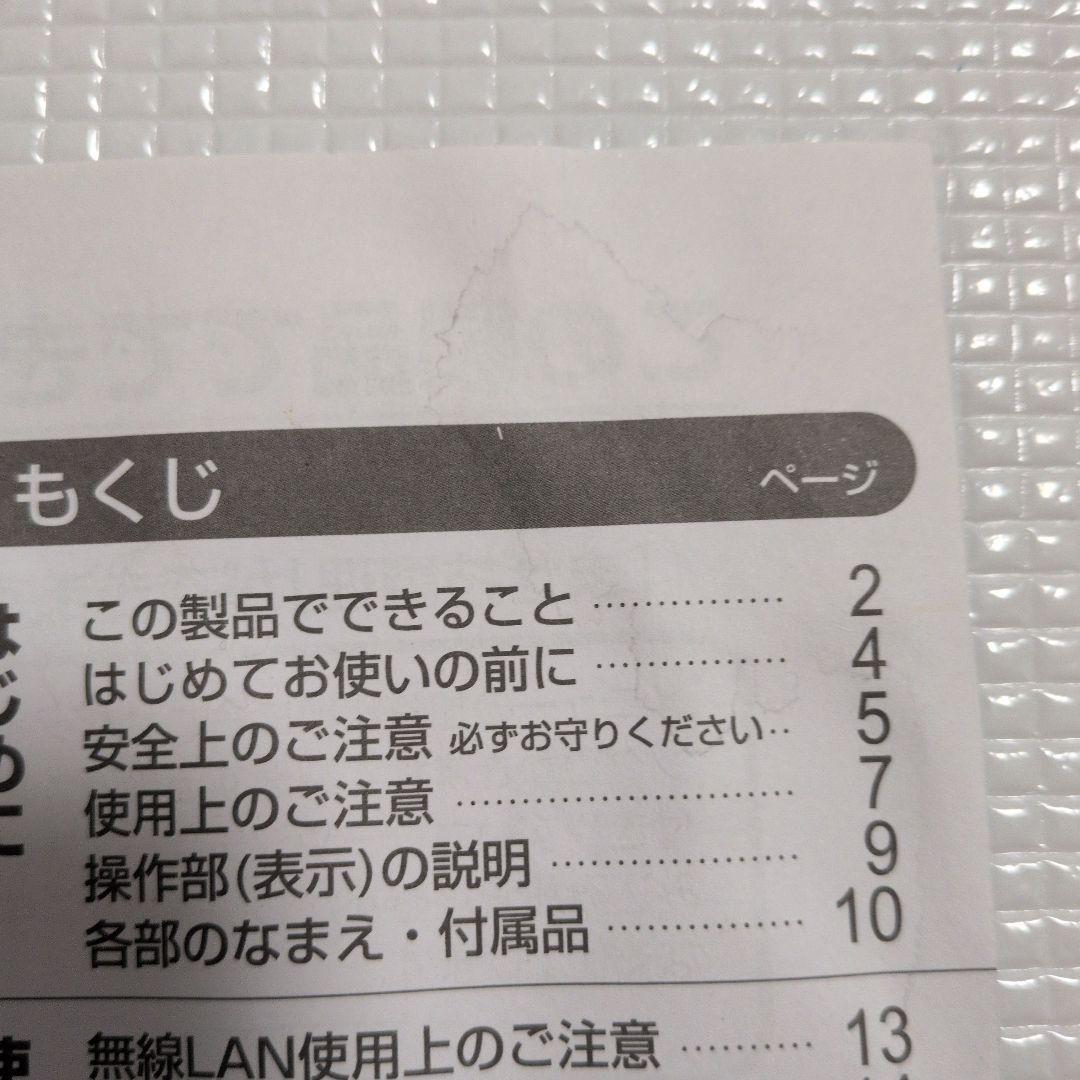 もくじ ページ
はじめに
この製品でできること ……………… 2
はじめてお使いの前に ……………… 4
安全上のご注意 必ずお守りください‥ 5
使用上のご注意 ………………………… 7
操作部(表示)の説明 ………………… 9
各部のなまえ・付属品 ……………… 10
無線LAN使用上のご注意 ………… 13